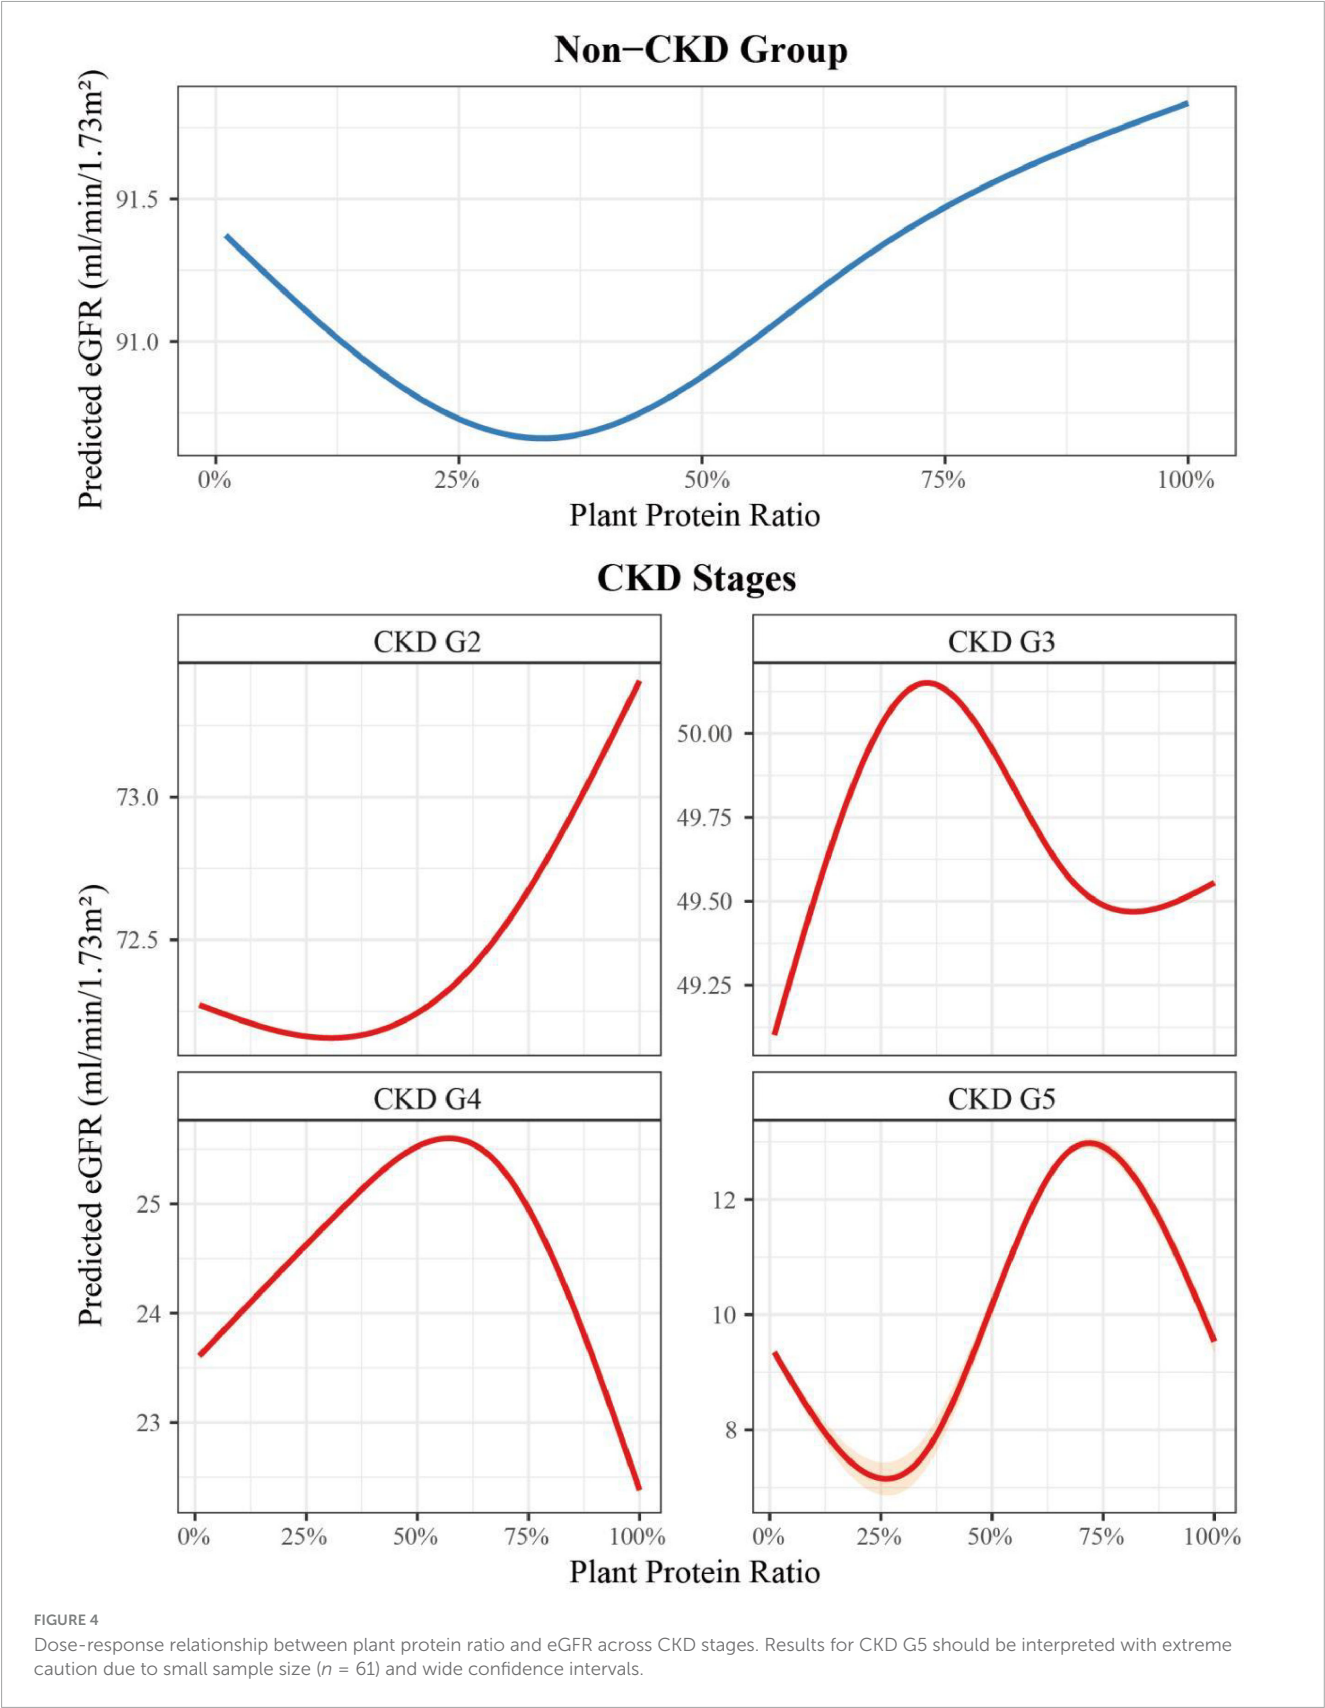 Non−CKD Group
Predicted eGFR (ml/min/1.73m²)
91.5
91.0
0% 25% 50% 75% 100%
Plant Protein Ratio
CKD Stages
Predicted eGFR (ml/min/1.73m²)
CKD G2
73.0
72.5
CKD G3
50.00
49.75
49.50
49.25
CKD G4
25
24
23
0% 25% 50% 75% 100%
CKD G5
12
10
8
0% 25% 50% 75% 100%
Plant Protein Ratio
FIGURE 4
Dose-response relationship between plant protein ratio and eGFR across CKD stages. Results for CKD G5 should be interpreted with extreme
caution due to small sample size (n = 61) and wide confidence intervals.